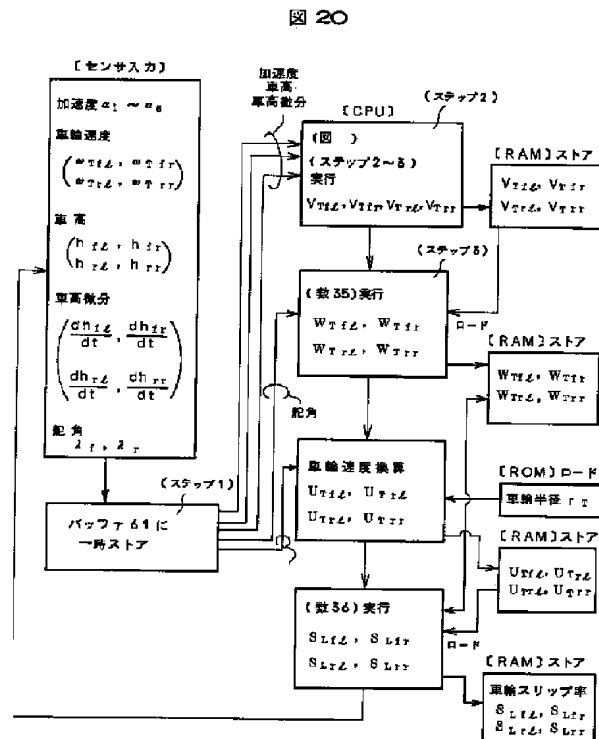 図 20
〔センサ入力〕
加速度 α1 ～ α6
車輪速度
(ωTfℓ , ωTfr)
(ωTrℓ , ωTrr)
車高
(hfℓ , hfr)
(hrℓ , hrr)
車高微分
(dhfℓ/dt , dhfr/dt)
(dhrℓ/dt , dhrr/dt)
舵角
λf , λr
(ステップ1)
バッファ61に
一時ストア
加速度
車高
車高微分
〔CPU〕
(ステップ2)
(図 )
(ステップ2～5)
実行
VTfℓ , VTfr , VTrℓ , VTrr
〔RAM〕ストア
VTfℓ , VTfr
VTrℓ , VTrr
(ステップ5)
(数35)実行
WTfℓ , WTfr
WTrℓ , WTrr
ロード
〔RAM〕ストア
WTfℓ , WTfr
WTrℓ , WTrr
舵角
車輪速度換算
UTfℓ , UTrℓ
UTrℓ , UTrr
〔ROM〕ロード
車輪半径 rT
〔RAM〕ストア
UTfℓ , UTrℓ
UTrℓ , UTrr
(数36)実行
SLfℓ , SLfr
SLrℓ , SLrr
ロード
〔RAM〕ストア
車輪スリップ率
SLfℓ , SLfr
SLrℓ , SLrr